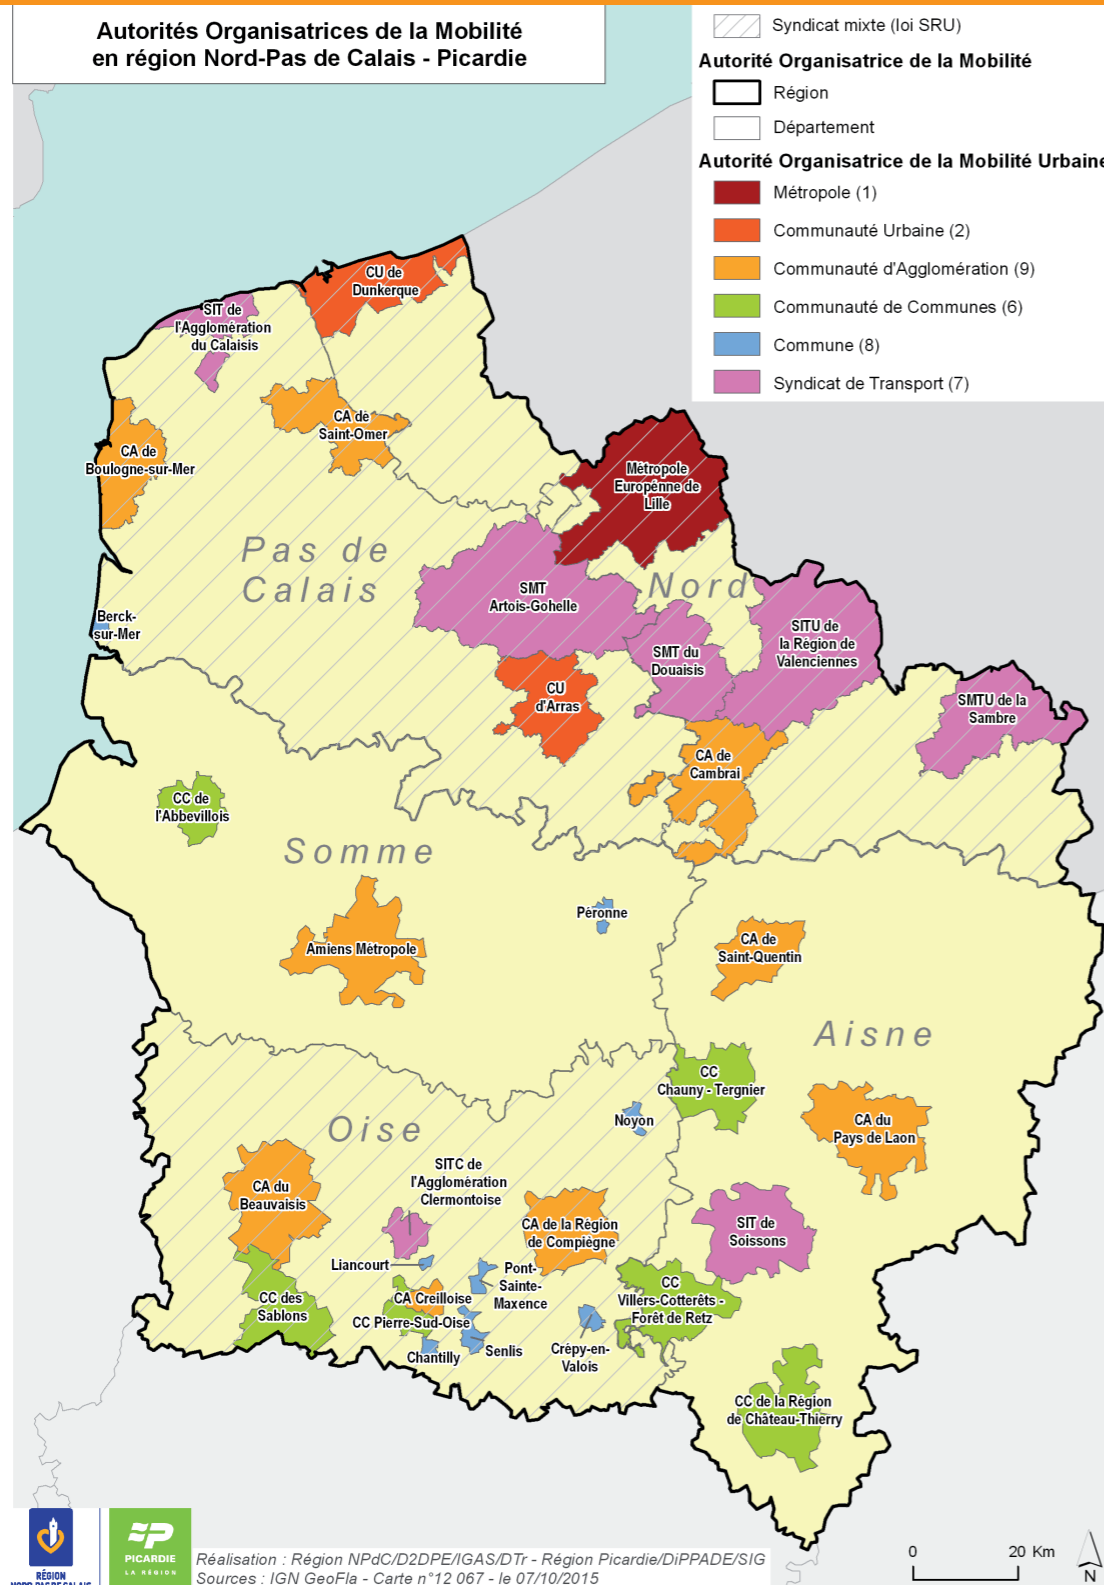 Autorités Organisatrices de la Mobilité
en région Nord-Pas de Calais - Picardie
Syndicat mixte (loi SRU)
Autorité Organisatrice de la Mobilité
Région
Département
Autorité Organisatrice de la Mobilité Urbaine
Métropole (1)
Communauté Urbaine (2)
Communauté d'Agglomération (9)
Communauté de Communes (6)
Commune (8)
Syndicat de Transport (7)
CU de
Dunkerque
SIT de
l'Agglomération
du Calaisis
CA de
Saint-Omer
CA de
Boulogne-sur-Mer
Métropole
Europénne de
Lille
Pas de
Calais
Nord
SMT
Artois-Gohelle
Berck-
sur-Mer
SITU de
la Région de
Valenciennes
SMT du
Douaisis
CU
d'Arras
SMTU de la
Sambre
CA de
Cambrai
CC de
l'Abbevillois
Somme
Péronne
Amiens Métropole
CA de
Saint-Quentin
Aisne
CC
Chauny - Tergnier
Noyon
CA du
Pays de Laon
Oise
SITC de
l'Agglomération
Clermontoise
CA du
Beauvaisis
CA de la Région
de Compiègne
SIT de
Soissons
Liancourt
Pont-
Sainte-
Maxence
CA Creilloise
CC Pierre-Sud-Oise
CC des
Sablons
CC
Villers-Cotterêts -
Forêt de Retz
Chantilly
Senlis
Crépy-en-
Valois
CC de la Région
de Château-Thierry
RÉGION
NORD-PAS DE CALAIS
PICARDIE
LA RÉGION
Réalisation : Région NPdC/D2DPE/IGAS/DTr - Région Picardie/DiPPADE/SIG
Sources : IGN GeoFla - Carte n°12 067 - le 07/10/2015
0 20 Km
N